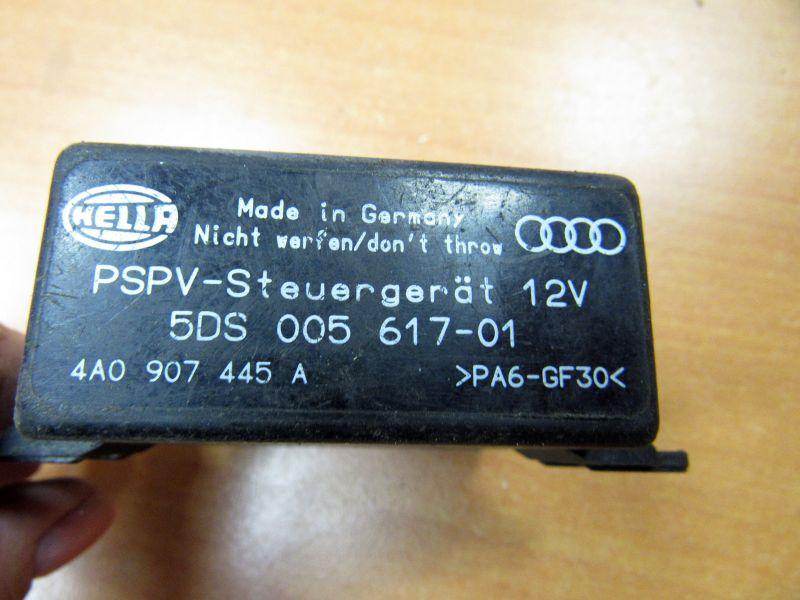 HELLA
Made in Germany
Nicht werfen/don't throw
PSPV-Steuergerät 12V
5DS 005 617-01
4A0 907 445 A >PA6-GF30<